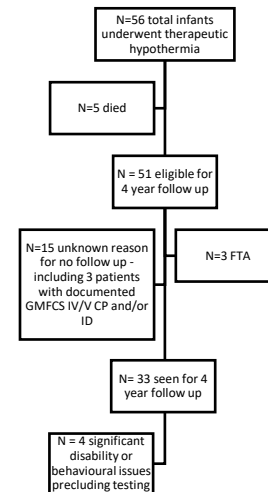 N=56 total infants
underwent therapeutic
hypothermia
N=5 died
N = 51 eligible for
4 year follow up
N=15 unknown reason
for no follow up -
including 3 patients
with documented
GMFCS IV/V CP and/or
ID
N=3 FTA
N= 33 seen for 4
year follow up
N = 4 significant
disability or
behavioural issues
precluding testing